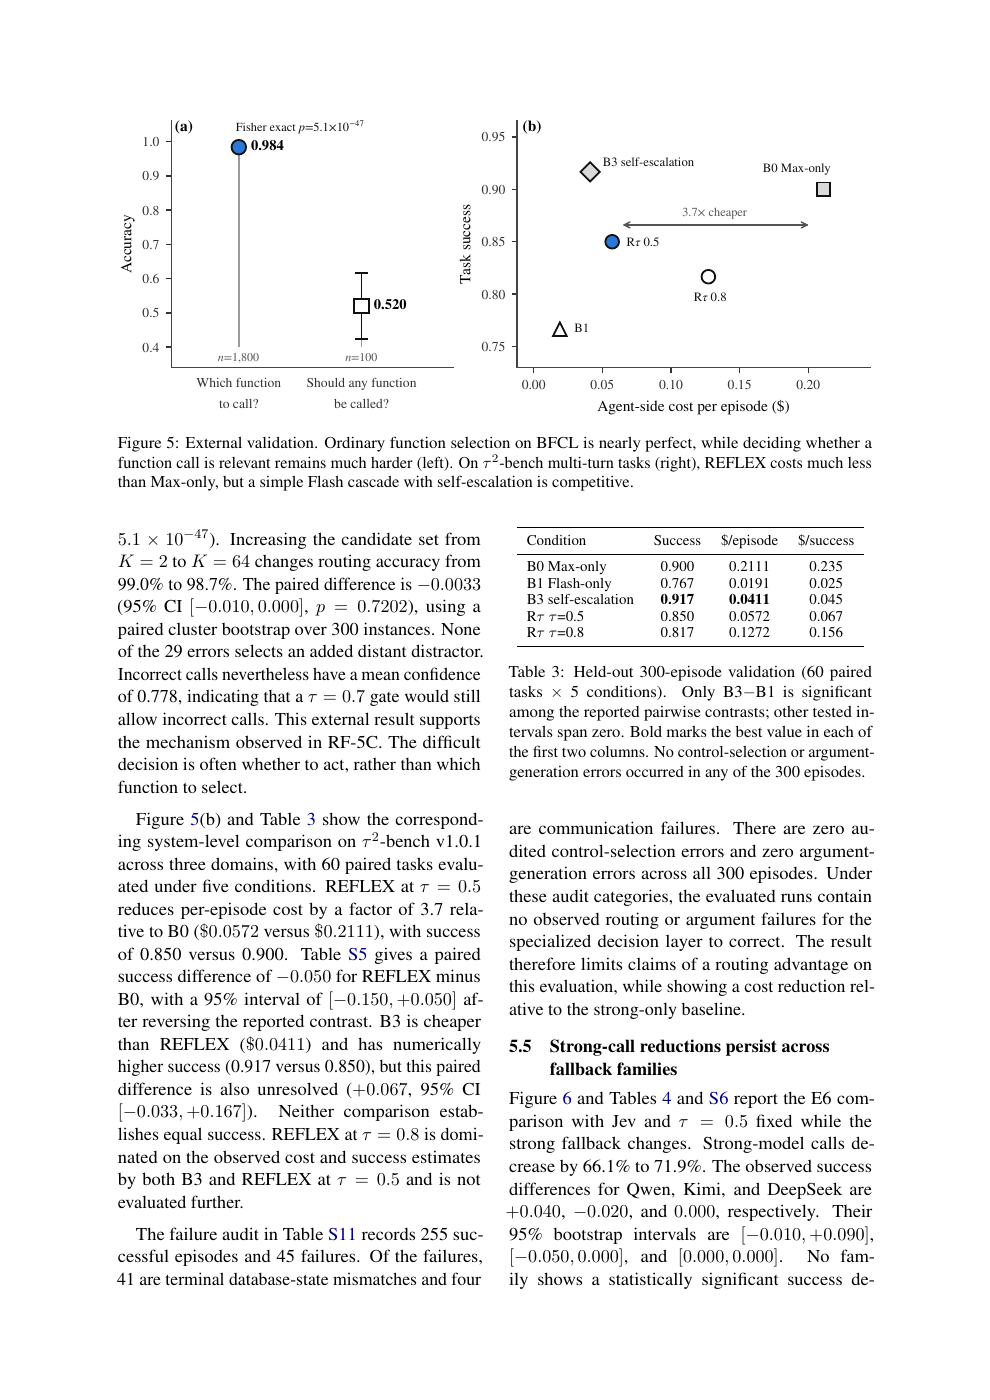 (a)
Fisher exact p=5.1×10−47
1.0
0.9
0.8
0.7
0.6
0.5
0.4
Accuracy
0.984
0.520
n=1,800
n=100
Which function
to call?
Should any function
be called?
(b)
0.95
0.90
0.85
0.80
0.75
Task success
B3 self-escalation
B0 Max-only
3.7× cheaper
Rτ 0.5
Rτ 0.8
B1
0.00
0.05
0.10
0.15
0.20
Agent-side cost per episode ($)
Figure 5: External validation. Ordinary function selection on BFCL is nearly perfect, while deciding whether a
function call is relevant remains much harder (left). On τ²-bench multi-turn tasks (right), REFLEX costs much less
than Max-only, but a simple Flash cascade with self-escalation is competitive.
5.1 × 10−47). Increasing the candidate set from
K = 2 to K = 64 changes routing accuracy from
99.0% to 98.7%. The paired difference is −0.0033
(95% CI [−0.010, 0.000], p = 0.7202), using a
paired cluster bootstrap over 300 instances. None
of the 29 errors selects an added distant distractor.
Incorrect calls nevertheless have a mean confidence
of 0.778, indicating that a τ = 0.7 gate would still
allow incorrect calls. This external result supports
the mechanism observed in RF-5C. The difficult
decision is often whether to act, rather than which
function to select.
Figure 5(b) and Table 3 show the correspond-
ing system-level comparison on τ²-bench v1.0.1
across three domains, with 60 paired tasks evalu-
ated under five conditions. REFLEX at τ = 0.5
reduces per-episode cost by a factor of 3.7 rela-
tive to B0 ($0.0572 versus $0.2111), with success
of 0.850 versus 0.900. Table S5 gives a paired
success difference of −0.050 for REFLEX minus
B0, with a 95% interval of [−0.150, +0.050] af-
ter reversing the reported contrast. B3 is cheaper
than REFLEX ($0.0411) and has numerically
higher success (0.917 versus 0.850), but this paired
difference is also unresolved (+0.067, 95% CI
[−0.033, +0.167]). Neither comparison estab-
lishes equal success. REFLEX at τ = 0.8 is domi-
nated on the observed cost and success estimates
by both B3 and REFLEX at τ = 0.5 and is not
evaluated further.
The failure audit in Table S11 records 255 suc-
cessful episodes and 45 failures. Of the failures,
41 are terminal database-state mismatches and four
Condition Success $/episode $/success
B0 Max-only 0.900 0.2111 0.235
B1 Flash-only 0.767 0.0191 0.025
B3 self-escalation 0.917 0.0411 0.045
Rτ τ=0.5 0.850 0.0572 0.067
Rτ τ=0.8 0.817 0.1272 0.156
Table 3: Held-out 300-episode validation (60 paired
tasks × 5 conditions). Only B3−B1 is significant
among the reported pairwise contrasts; other tested in-
tervals span zero. Bold marks the best value in each of
the first two columns. No control-selection or argument-
generation errors occurred in any of the 300 episodes.
are communication failures. There are zero au-
dited control-selection errors and zero argument-
generation errors across all 300 episodes. Under
these audit categories, the evaluated runs contain
no observed routing or argument failures for the
specialized decision layer to correct. The result
therefore limits claims of a routing advantage on
this evaluation, while showing a cost reduction rel-
ative to the strong-only baseline.
5.5 Strong-call reductions persist across
fallback families
Figure 6 and Tables 4 and S6 report the E6 com-
parison with Jev and τ = 0.5 fixed while the
strong fallback changes. Strong-model calls de-
crease by 66.1% to 71.9%. The observed success
differences for Qwen, Kimi, and DeepSeek are
+0.040, −0.020, and 0.000, respectively. Their
95% bootstrap intervals are [−0.010, +0.090],
[−0.050, 0.000], and [0.000, 0.000]. No fam-
ily shows a statistically significant success de-